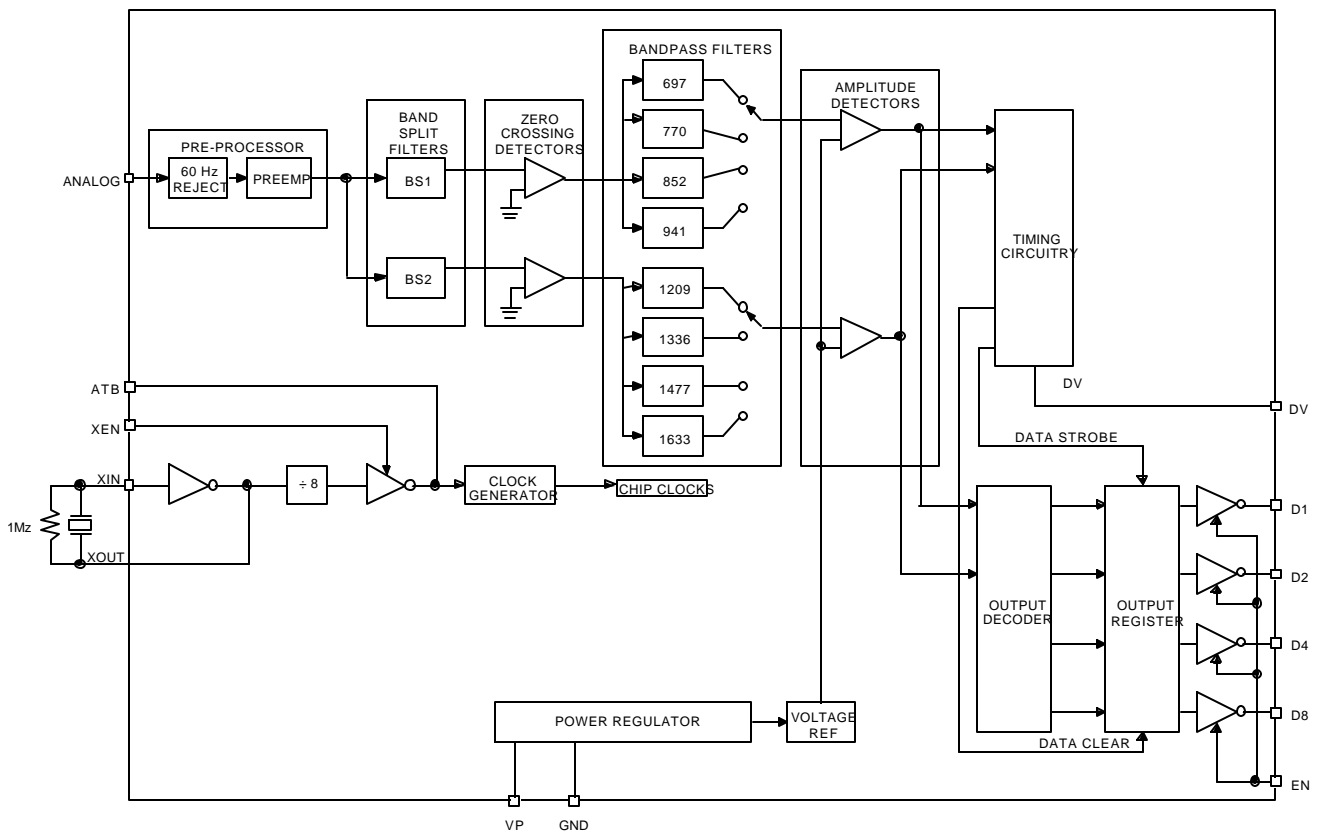 BANDPASS FILTERS
697
770
852
941
1209
1336
1477
1633
AMPLITUDE
DETECTORS
BAND
SPLIT
FILTERS
BS1
BS2
ZERO
CROSSING
DETECTORS
PRE-PROCESSOR
60 Hz
REJECT
PREEMP
ANALOG
TIMING
CIRCUITRY
DV
DV
DATA STROBE
ATB
XEN
XIN
÷ 8
CLOCK
GENERATOR
CHIP CLOCKS
1Mz
XOUT
OUTPUT
DECODER
OUTPUT
REGISTER
D1
D2
D4
D8
DATA CLEAR
EN
POWER REGULATOR
VOLTAGE
REF
VP
GND